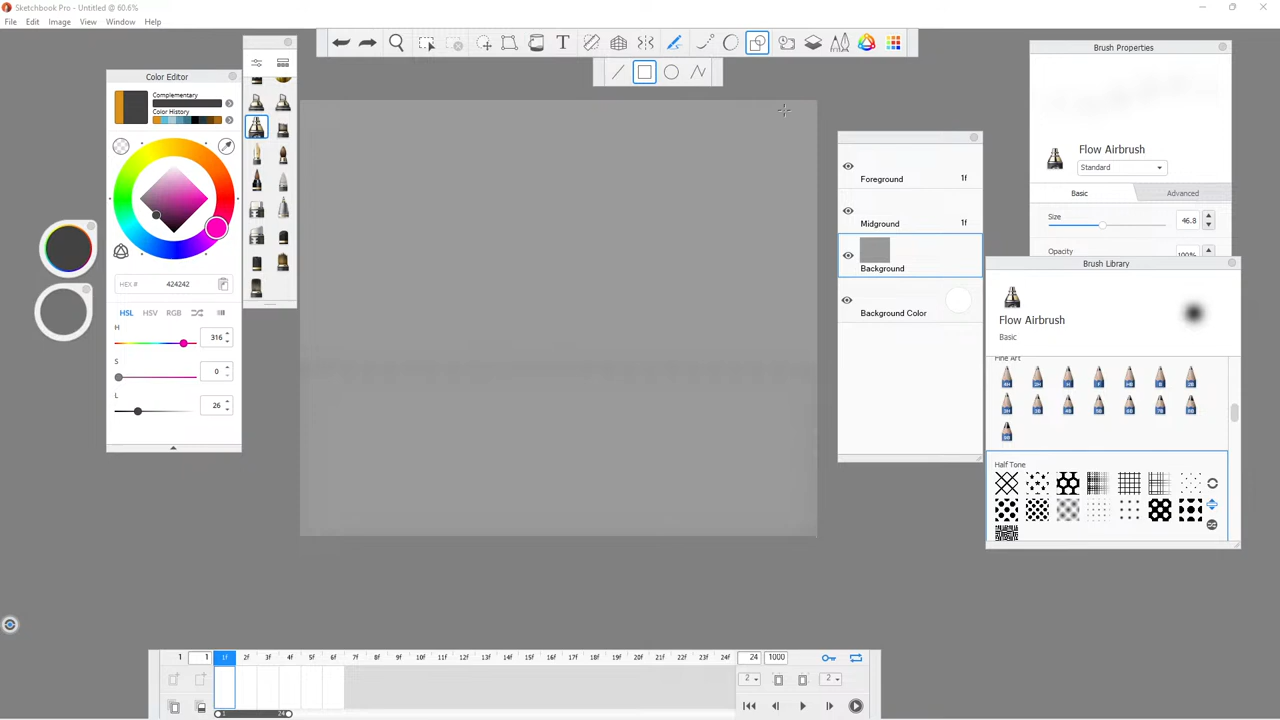 Sketchbook Pro - Untitled @ 60.6%
File Edit Image View Window Help
Color Editor
Complementary
Color History
HEX # 424242
HSL HSV RGB
H 316
S 0
L 26
Foreground 1f
Midground 1f
Background
Background Color
Brush Properties
Flow Airbrush
Standard
Basic Advanced
Size 46.8
Opacity 100%
Brush Library
Flow Airbrush
Basic
Fine Art
Half Tone
1 1 1f 2f 3f 4f 5f 6f 7f 8f 9f 10f 11f 12f 13f 14f 15f 16f 17f 18f 19f 20f 21f 22f 23f 24f 24 1000
2 2
1 24